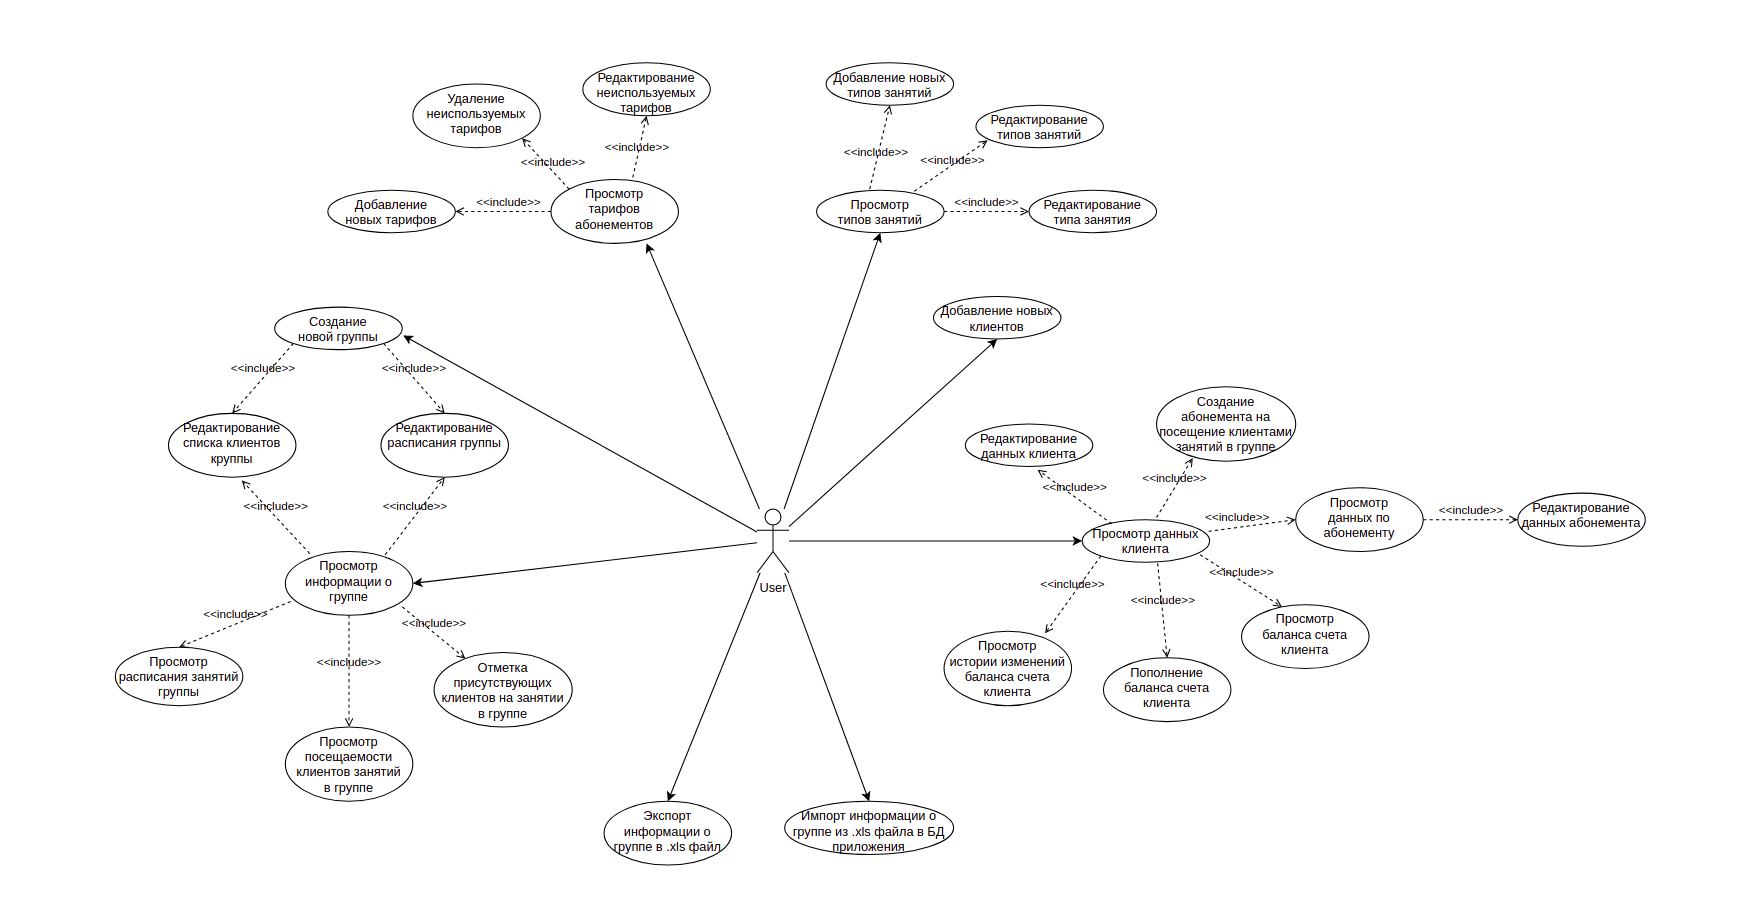 Удаление
неиспользуемых
тарифов
Редактирование
неиспользуемых
тарифов
<<include>>
<<include>>
Добавление
новых тарифов
<<include>>
Просмотр
тарифов
абонементов
Добавление новых
типов занятий
Редактирование
типов занятий
<<include>>
<<include>>
Просмотр
типов занятий
<<include>>
Редактирование
типа занятия
Создание
новой группы
<<include>>
<<include>>
Редактирование
списка клиентов
круппы
Редактирование
расписания группы
<<include>>
<<include>>
Просмотр
информации о
группе
<<include>>
<<include>>
<<include>>
Просмотр
расписания занятий
группы
Отметка
присутствующих
клиентов на занятии
в группе
Просмотр
посещаемости
клиентов занятий
в группе
Добавление новых
клиентов
User
Редактирование
данных клиента
Создание
абонемента на
посещение клиентами
занятий в группе
<<include>>
<<include>>
<<include>>
Просмотр
данных по
абонементу
<<include>>
Редактирование
данных абонемента
Просмотр данных
клиента
<<include>>
<<include>>
<<include>>
Просмотр
баланса счета
клиента
Просмотр
истории изменений
баланса счета
клиента
Пополнение
баланса счета
клиента
Экспорт
информации о
группе в .xls файл
Импорт информации о
группе из .xls файла в БД
приложения